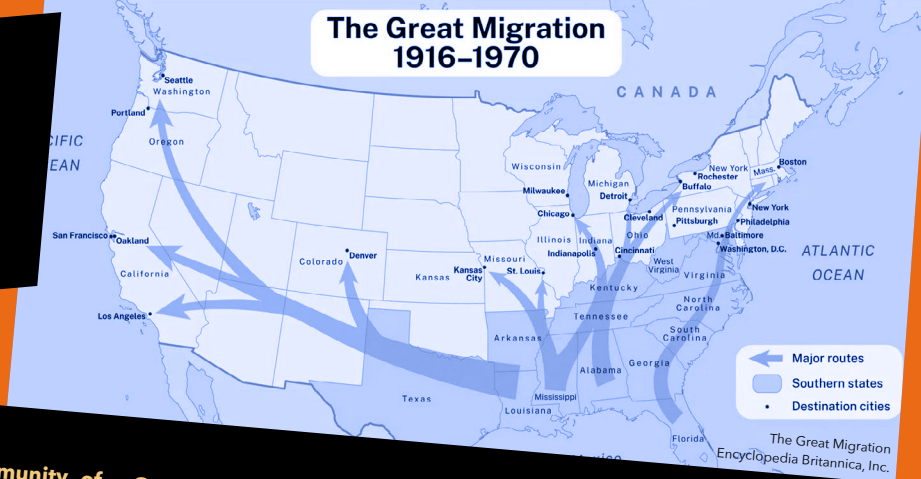 The Great Migration
1916–1970
CANADA
Seattle
Washington
Portland
Oregon
CIFIC
EAN
San Francisco
Oakland
California
Los Angeles
Colorado
Denver
Kansas
Kansas
City
Missouri
St. Louis
Wisconsin
Milwaukee
Chicago
Michigan
Detroit
Illinois
Indiana
Indianapolis
Cleveland
Ohio
Cincinnati
New York
Rochester
Buffalo
Mass.
Boston
Pennsylvania
Pittsburgh
New York
Philadelphia
Md.
Baltimore
Washington, D.C.
West
Virginia
Virginia
Kentucky
Tennessee
North
Carolina
South
Carolina
Arkansas
Georgia
Alabama
Mississippi
Louisiana
Texas
Florida
ATLANTIC
OCEAN
Major routes
Southern states
Destination cities
The Great Migration
Encyclopedia Britannica, Inc.
munity of